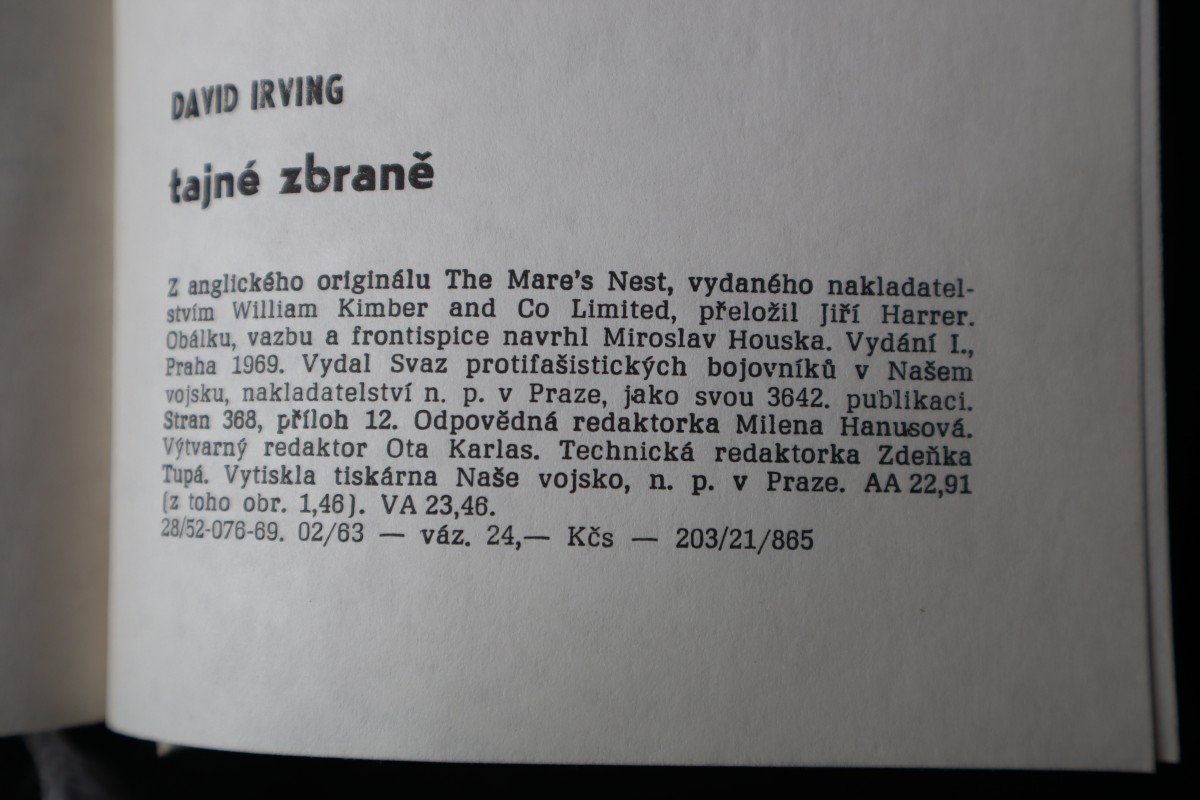 DAVID IRVING
tajné zbraně
Z anglického originálu The Mare's Nest, vydaného nakladatel-
stvím William Kimber and Co Limited, přeložil Jiří Harrer.
Obálku, vazbu a frontispice navrhl Miroslav Houska. Vydání I.,
Praha 1969. Vydal Svaz protifašistických bojovníků v Našem
vojsku, nakladatelství n. p. v Praze, jako svou 3642. publikaci.
Stran 368, příloh 12. Odpovědná redaktorka Milena Hanusová.
Výtvarný redaktor Ota Karlas. Technická redaktorka Zdeňka
Tupá. Vytiskla tiskárna Naše vojsko, n. p. v Praze. AA 22,91
(z toho obr. 1,46). VA 23,46.
28/52-076-69. 02/63 — váz. 24,— Kčs — 203/21/865